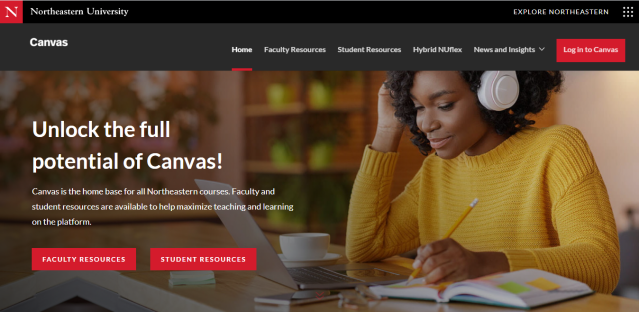 N Northeastern University
EXPLORE NORTHEASTERN
Canvas
Home
Faculty Resources
Student Resources
Hybrid NUflex
News and Insights
Log in to Canvas
Unlock the full
potential of Canvas!
Canvas is the home base for all Northeastern courses. Faculty and
student resources are available to help maximize teaching and learning
on the platform.
FACULTY RESOURCES
STUDENT RESOURCES